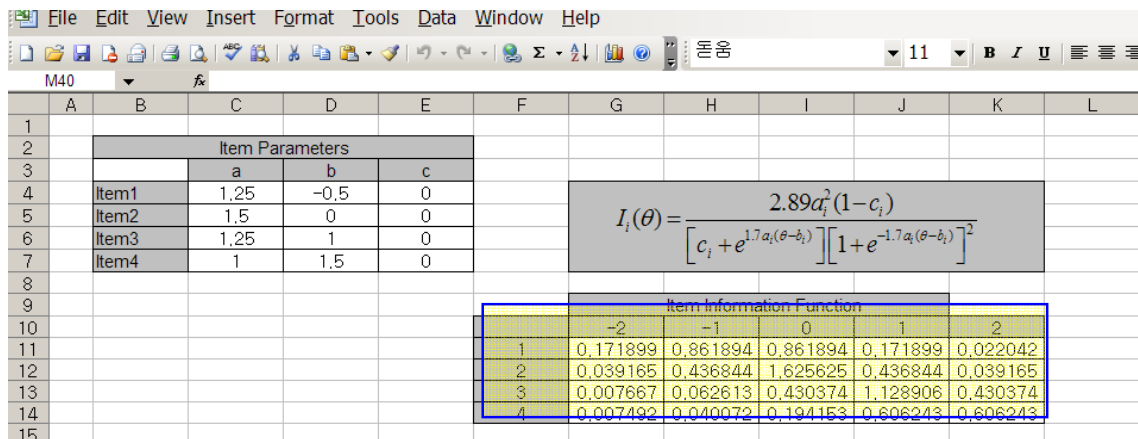 File Edit View Insert Format Tools Data Window Help
ABC Σ A Z 돋움 11 B I U
M40 fx
A B C D E F G H I J K L
1
2 Item Parameters
3 a b c
4 Item1 1.25 -0.5 0
5 Item2 1.5 0 0
6 Item3 1.25 1 0
7 Item4 1 1.5 0
I_i(θ) = 2.89a_i^2(1-c_i) / [c_i + e^{1.7a_i(θ-b_i)}][1 + e^{-1.7a_i(θ-b_i)}]^2
8
9 Item Information Function
10 -2 -1 0 1 2
11 1 0.171899 0.861894 0.861894 0.171899 0.022042
12 2 0.039165 0.436844 1.625625 0.436844 0.039165
13 3 0.007667 0.062613 0.430374 1.128906 0.430374
14 4 0.007492 0.040072 0.194153 0.606243 0.606243
15